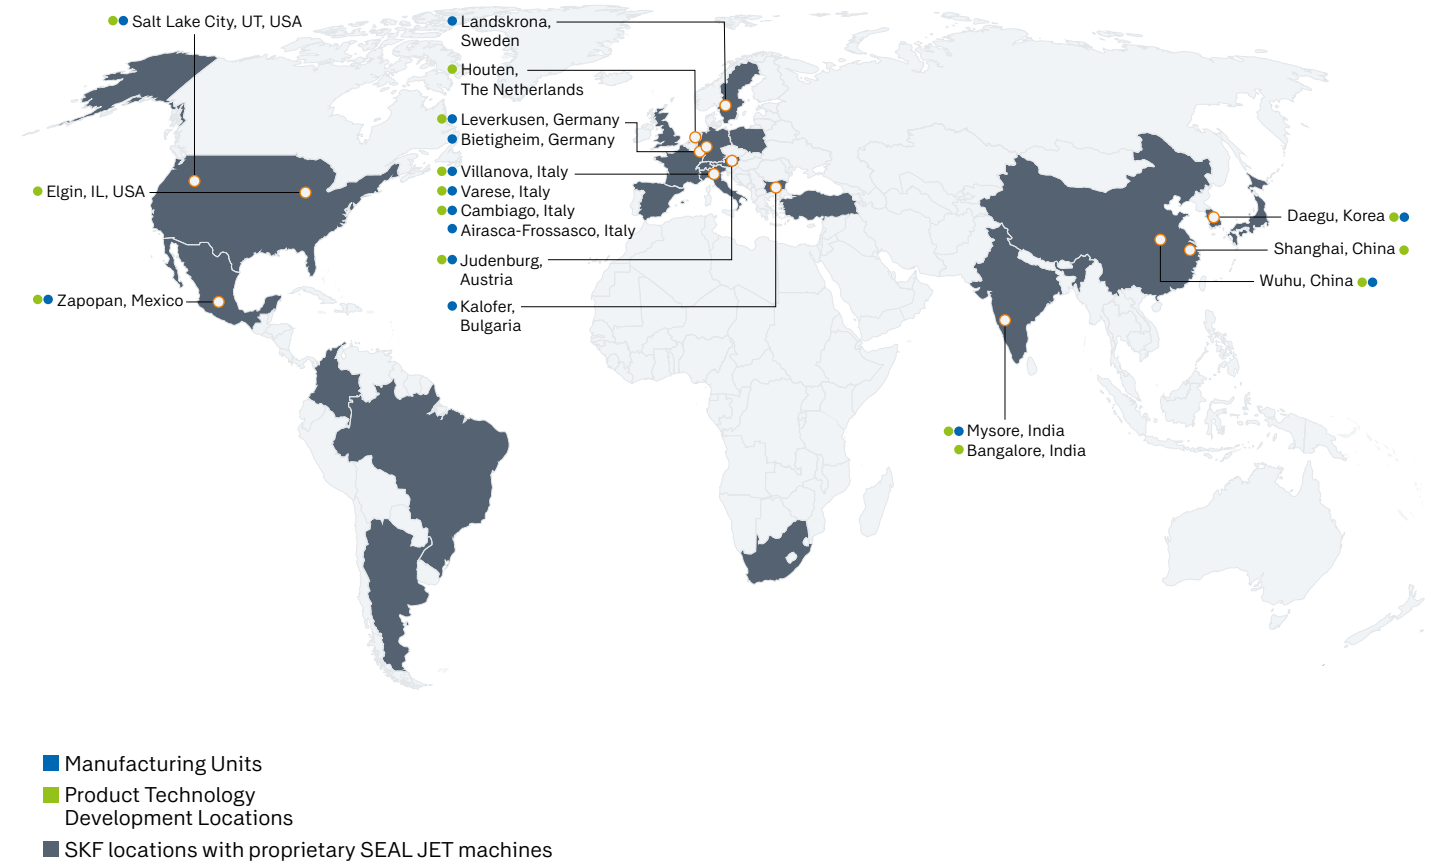 Salt Lake City, UT, USA
Elgin, IL, USA
Zapopan, Mexico
Landskrona,
Sweden
Houten,
The Netherlands
Leverkusen, Germany
Bietigheim, Germany
Villanova, Italy
Varese, Italy
Cambiago, Italy
Airasca-Frossasco, Italy
Judenburg,
Austria
Kalofer,
Bulgaria
Daegu, Korea
Shanghai, China
Wuhu, China
Mysore, India
Bangalore, India
Manufacturing Units
Product Technology
Development Locations
SKF locations with proprietary SEAL JET machines